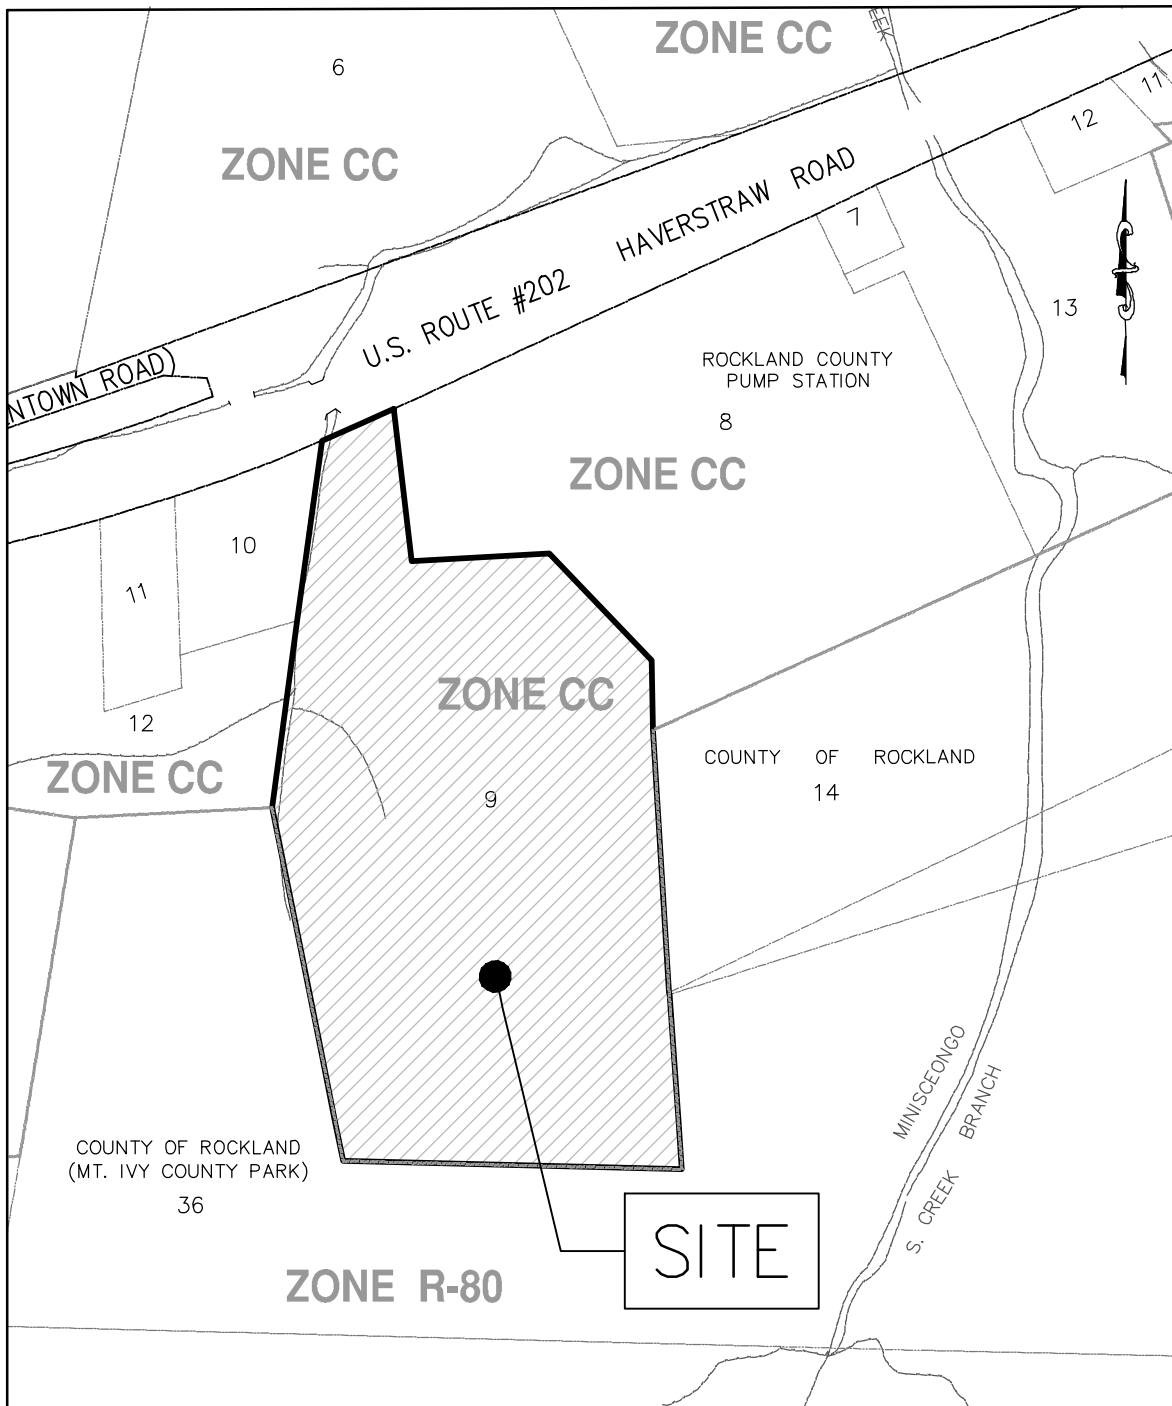 ZONE CC
EEK
6
11
12
ZONE CC
HAVERSTRAW ROAD
7
U.S. ROUTE #202
13
ROCKLAND COUNTY
PUMP STATION
NTOWN ROAD)
8
ZONE CC
10
11
ZONE CC
12
COUNTY OF ROCKLAND
ZONE CC
14
9
MINISCEONGO
S. CREEK BRANCH
COUNTY OF ROCKLAND
(MT. IVY COUNTY PARK)
36
SITE
ZONE R-80